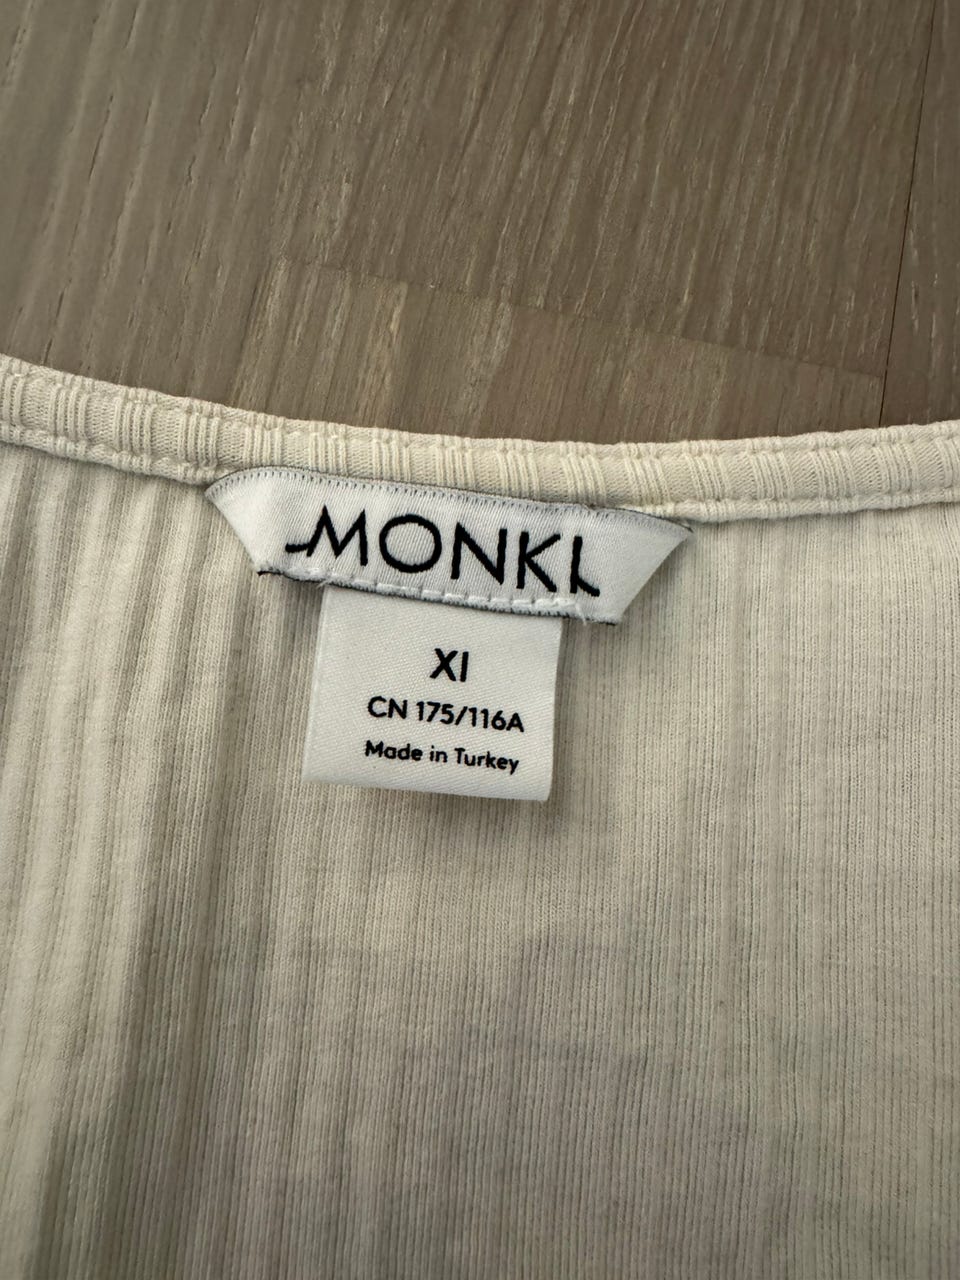 MONKI
Xl
CN 175/116A
Made in Turkey